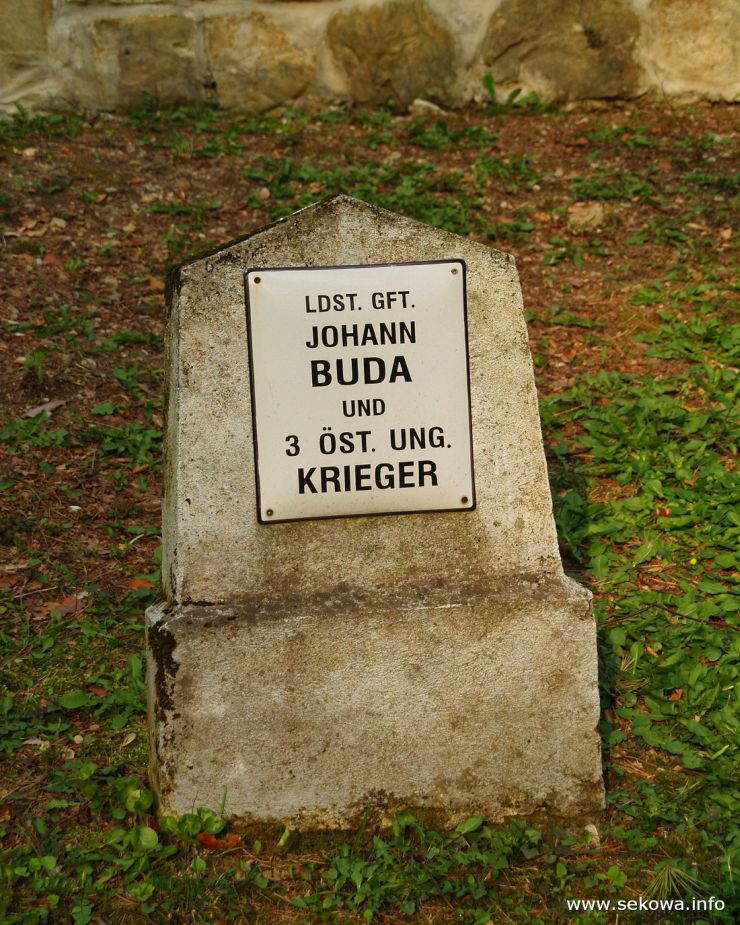 LDST. GFT.
JOHANN
BUDA
UND
3 ÖST. UNG.
KRIEGER
www.sekowa.info